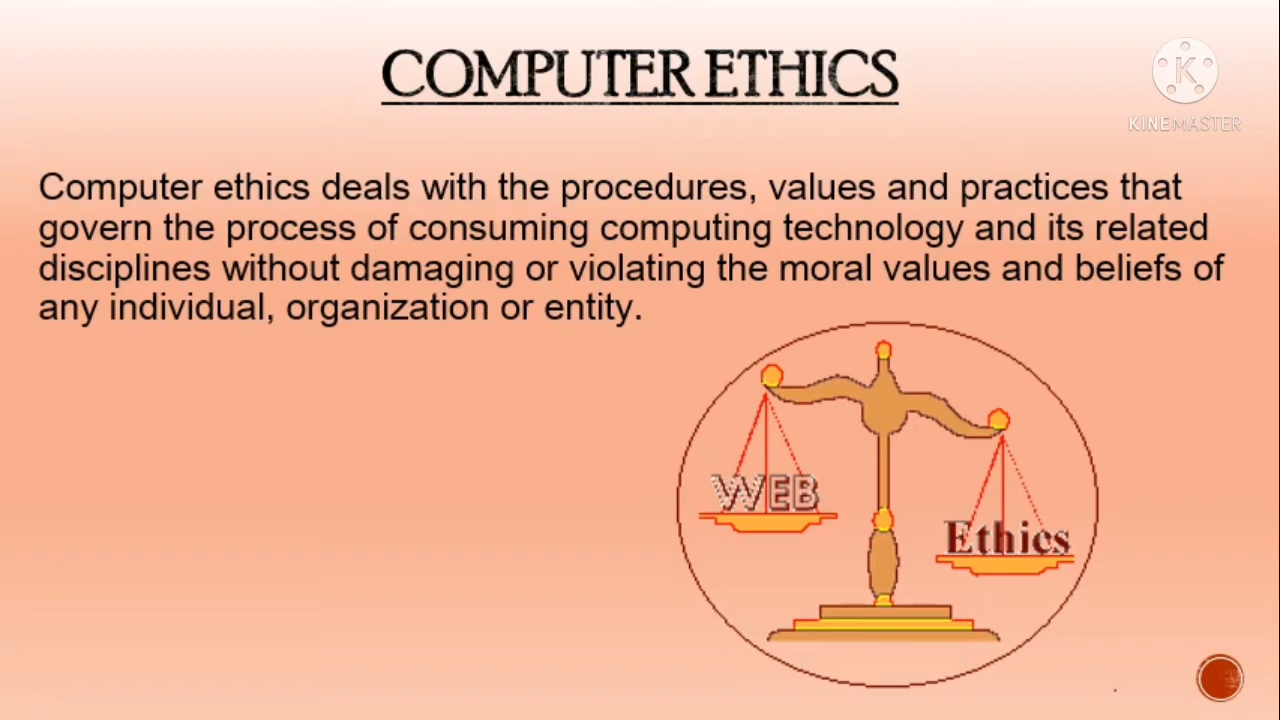 COMPUTER ETHICS
K
KINEMASTER
Computer ethics deals with the procedures, values and practices that
govern the process of consuming computing technology and its related
disciplines without damaging or violating the moral values and beliefs of
any individual, organization or entity.
WEB
Ethics